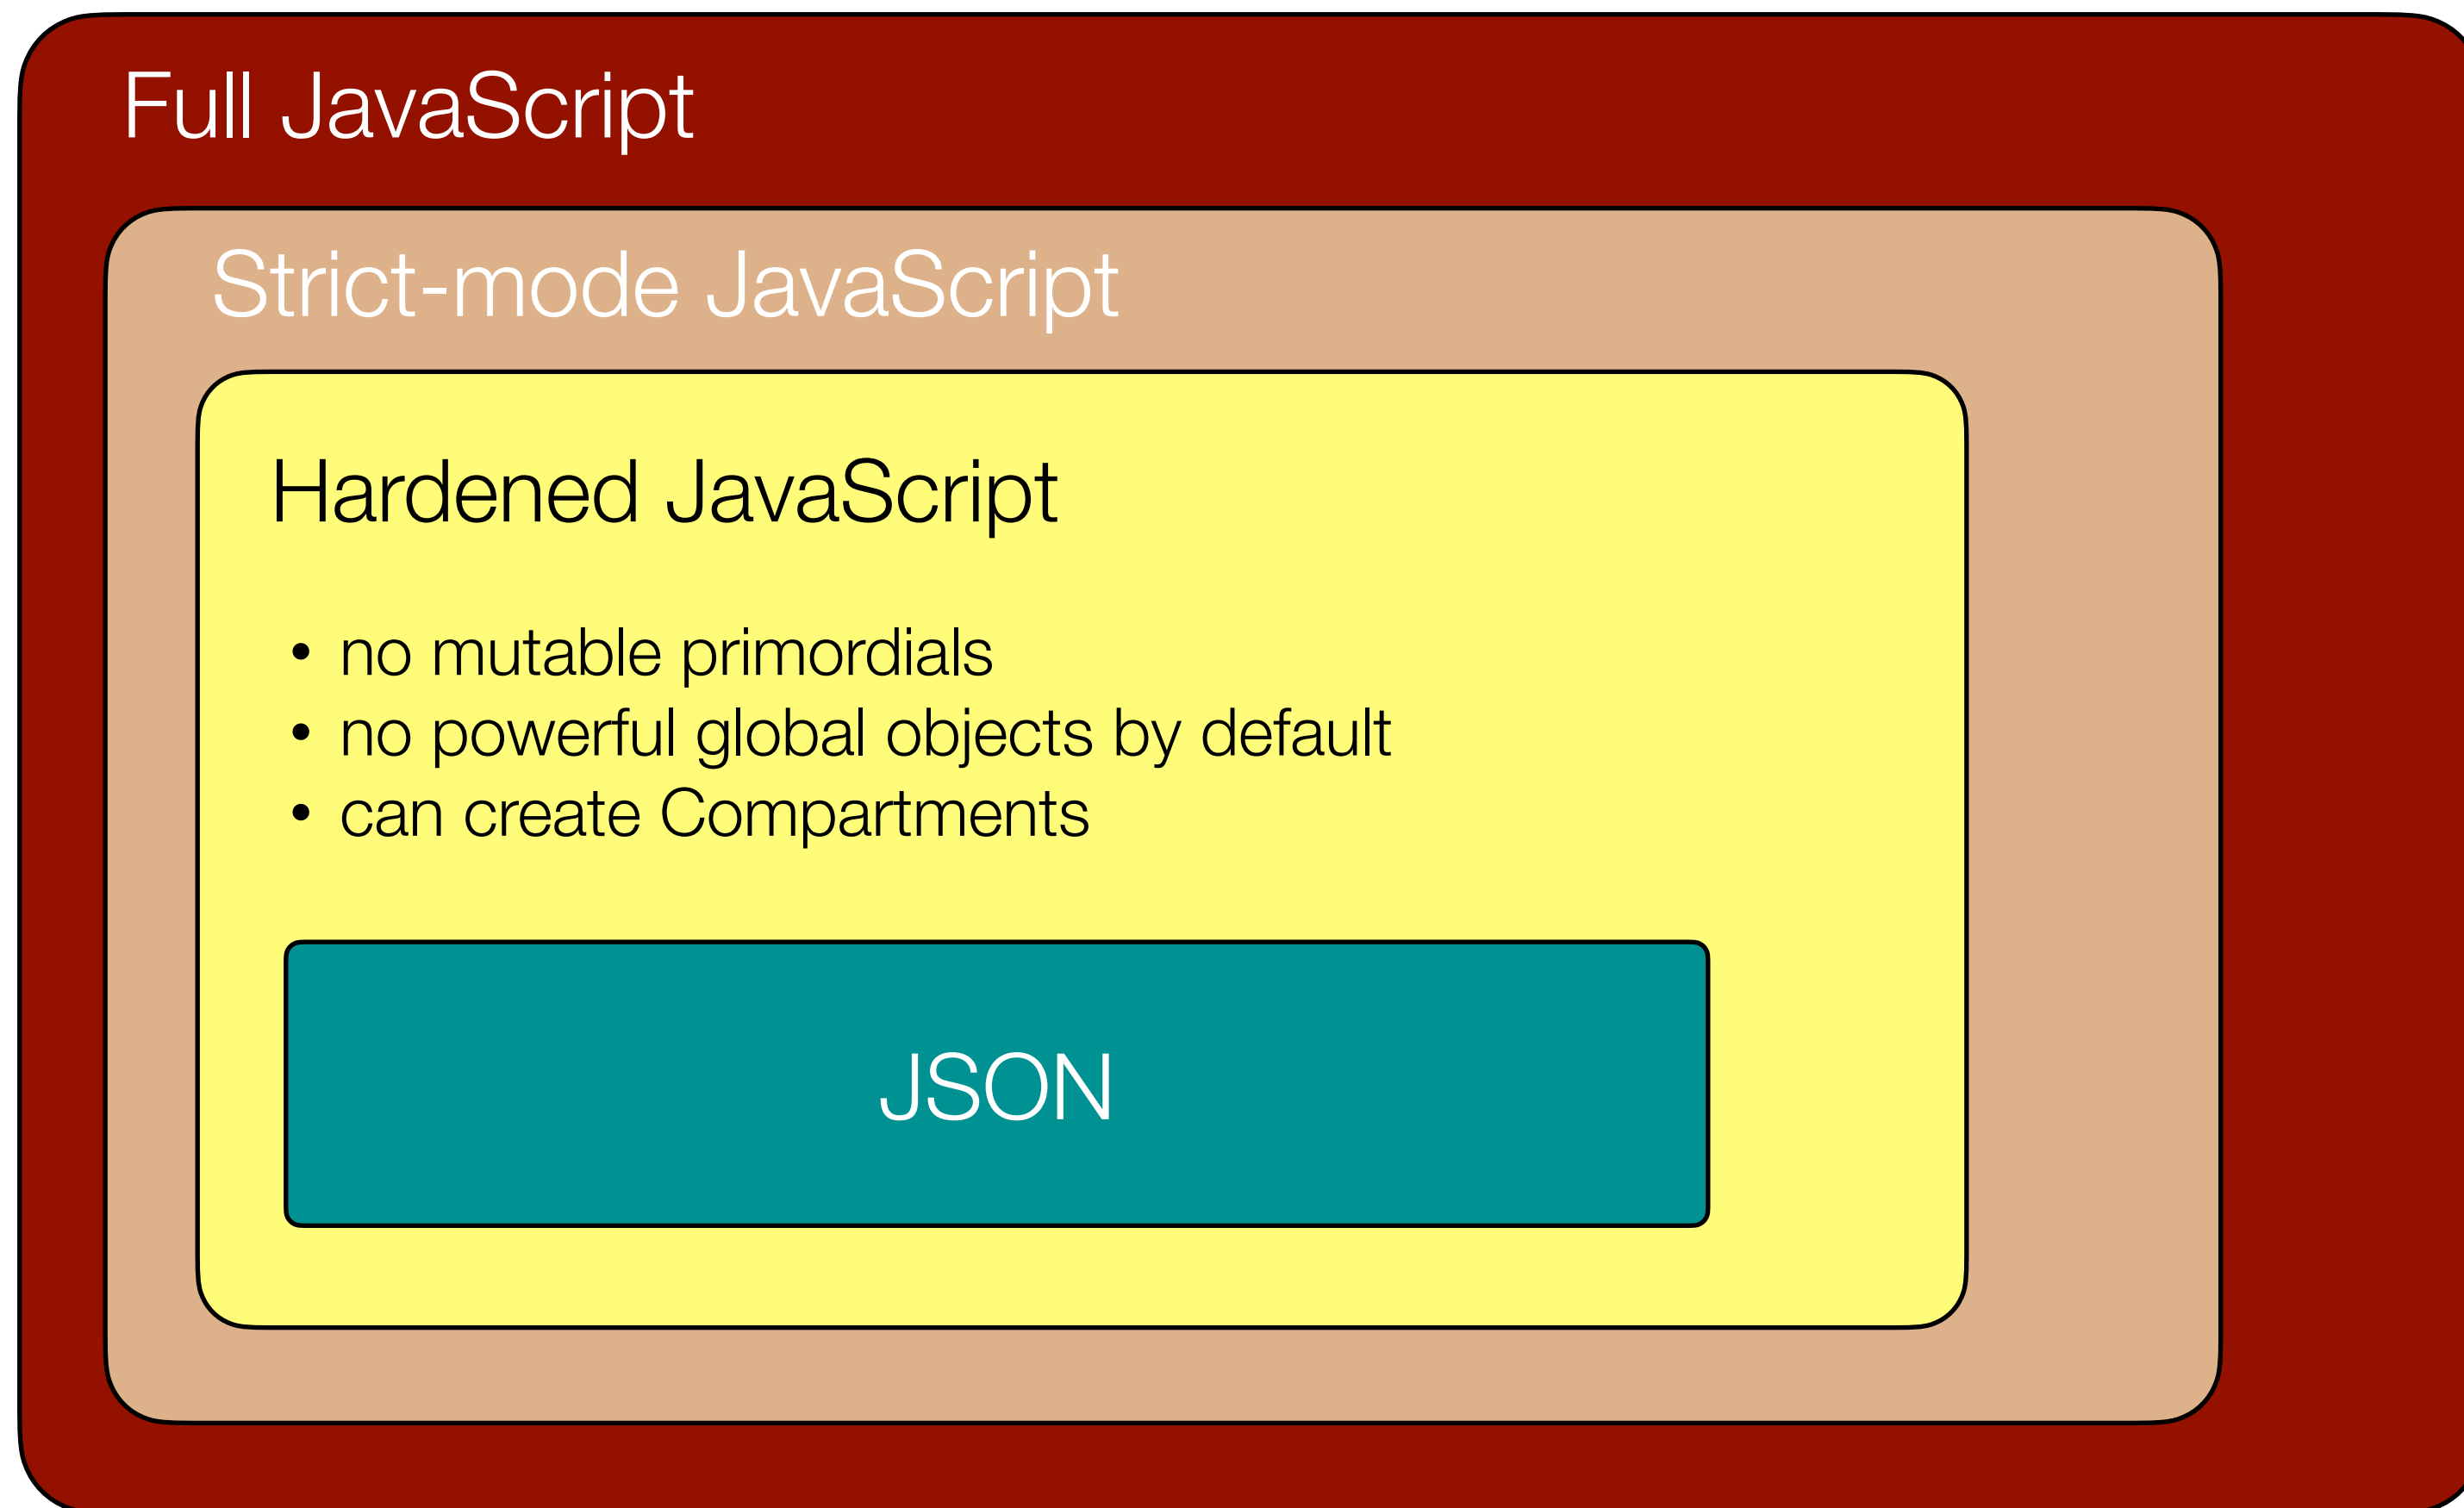 Full JavaScript
Strict-mode JavaScript
Hardened JavaScript
• no mutable primordials
• no powerful global objects by default
• can create Compartments
JSON